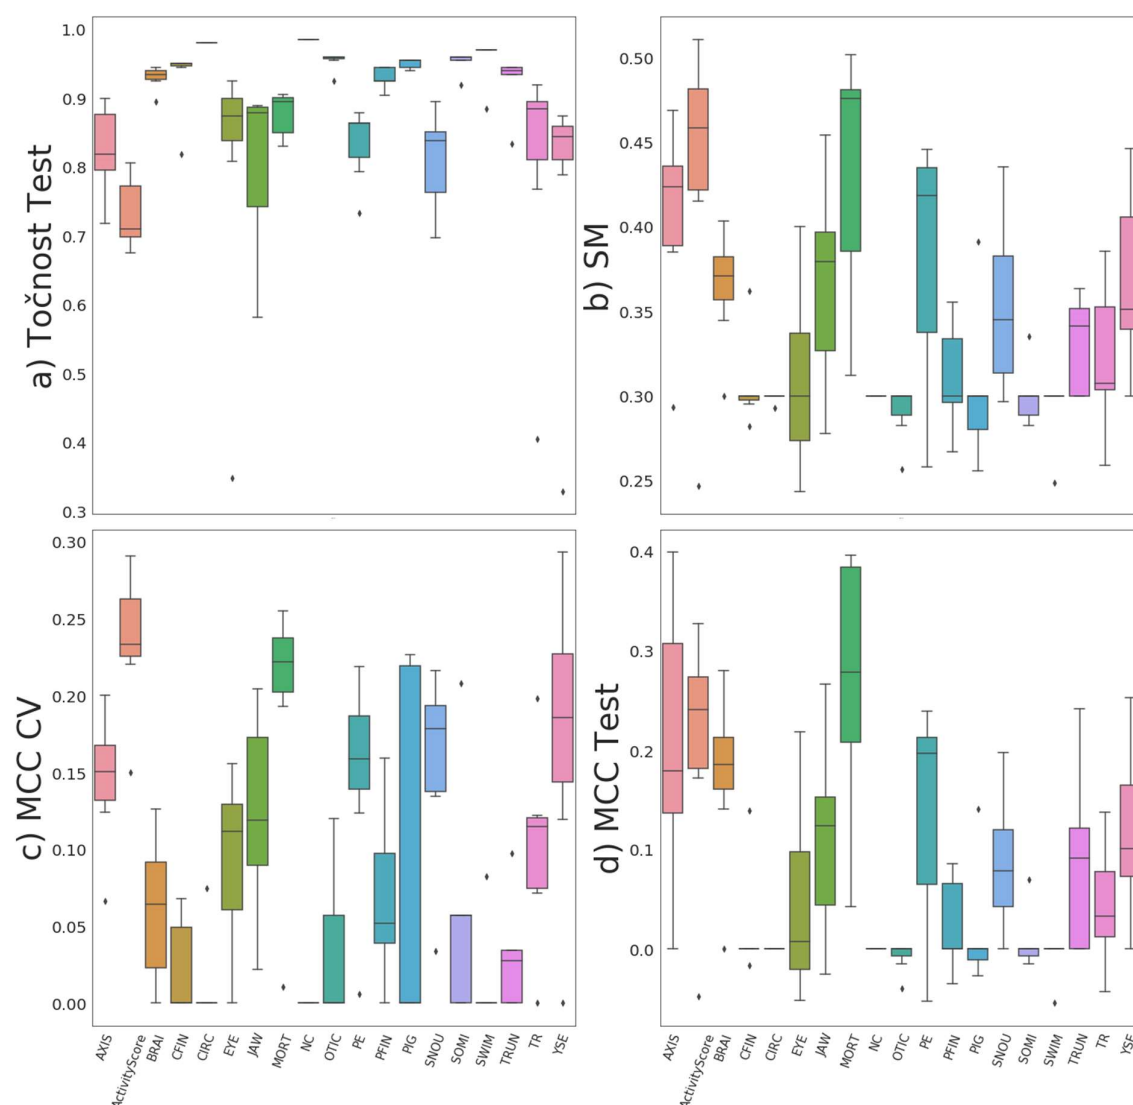 a) Točnost Test
1.0
0.9
0.8
0.7
0.6
0.5
0.4
0.3
b) SM
0.50
0.45
0.40
0.35
0.30
0.25
c) MCC CV
0.30
0.25
0.20
0.15
0.10
0.05
0.00
AXIS
ActivityScore
BRAI
CFIN
CIRC
EYE
JAW
MORT
NC
OTIC
PE
PFIN
PIG
SNOU
SOMI
SWIM
TRUN
TR
YSE
d) MCC Test
0.4
0.3
0.2
0.1
0.0
AXIS
ActivityScore
BRAI
CFIN
CIRC
EYE
JAW
MORT
NC
OTIC
PE
PFIN
PIG
SNOU
SOMI
SWIM
TRUN
TR
YSE